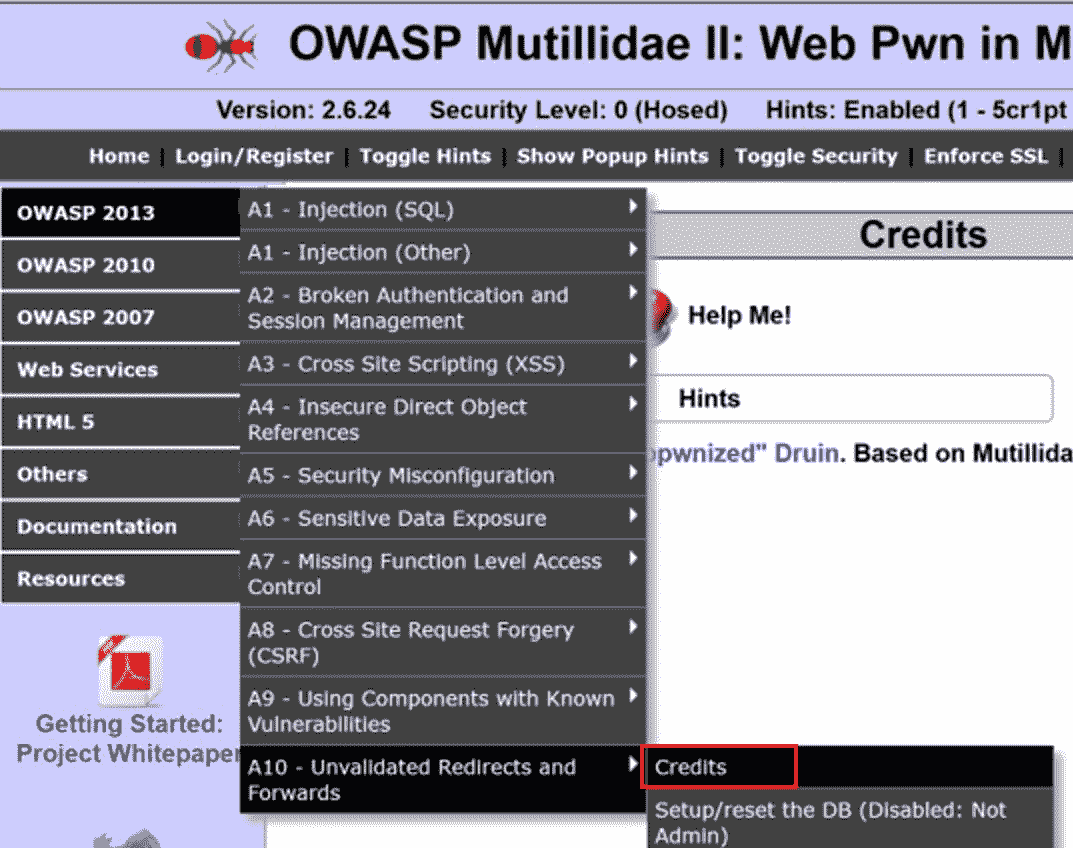 OWASP Mutillidae II: Web Pwn in M
Version: 2.6.24 Security Level: 0 (Hosed) Hints: Enabled (1 - 5cr1pt
Home | Login/Register | Toggle Hints | Show Popup Hints | Toggle Security | Enforce SSL |
OWASP 2013
OWASP 2010
OWASP 2007
Web Services
HTML 5
Others
Documentation
Resources
Getting Started:
Project Whitepaper
A1 - Injection (SQL)
A1 - Injection (Other)
A2 - Broken Authentication and
Session Management
A3 - Cross Site Scripting (XSS)
A4 - Insecure Direct Object
References
A5 - Security Misconfiguration
A6 - Sensitive Data Exposure
A7 - Missing Function Level Access
Control
A8 - Cross Site Request Forgery
(CSRF)
A9 - Using Components with Known
Vulnerabilities
A10 - Unvalidated Redirects and
Forwards
Credits
Setup/reset the DB (Disabled: Not
Admin)
Credits
Help Me!
Hints
pwnized" Druin. Based on Mutillida